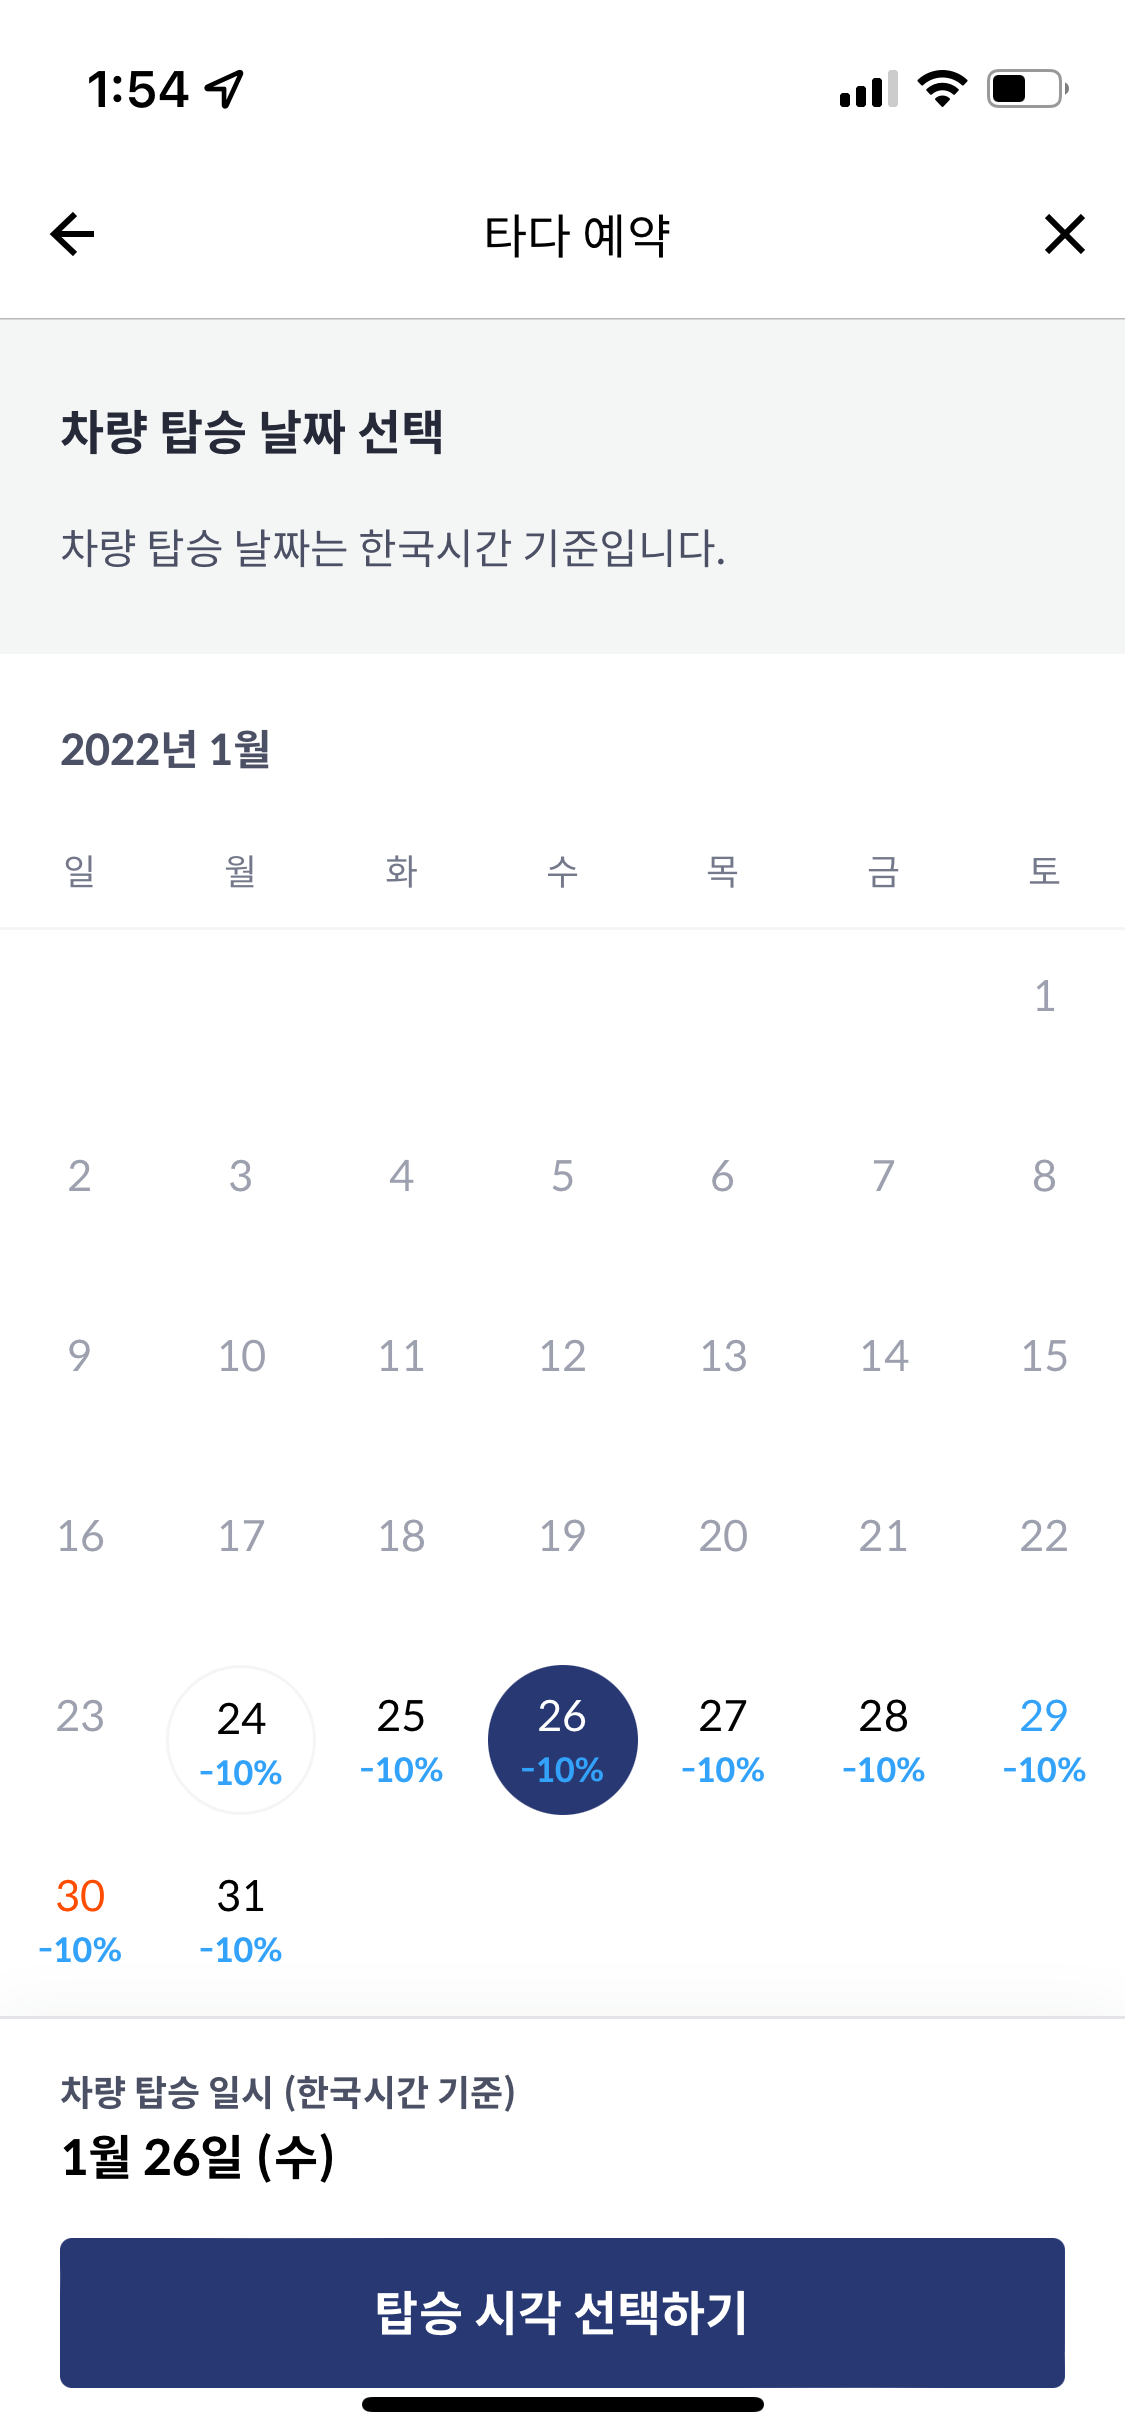 1:54
타다 예약
차량 탑승 날짜 선택
차량 탑승 날짜는 한국시간 기준입니다.
2022년 1월
일 월 화 수 목 금 토
1
2 3 4 5 6 7 8
9 10 11 12 13 14 15
16 17 18 19 20 21 22
23 24 25 26 27 28 29
-10% -10% -10% -10% -10% -10%
30 31
-10% -10%
차량 탑승 일시 (한국시간 기준)
1월 26일 (수)
탑승 시각 선택하기